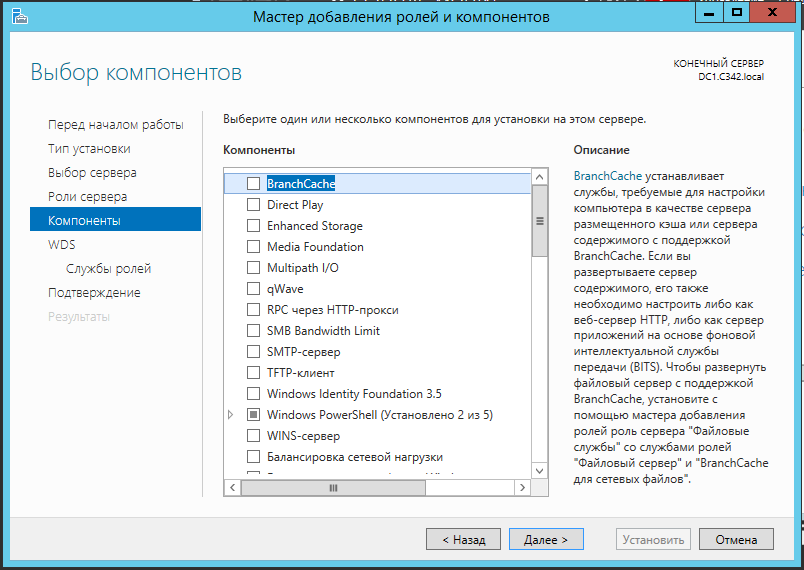 Мастер добавления ролей и компонентов
Выбор компонентов
КОНЕЧНЫЙ СЕРВЕР
DC1.C342.local
Перед началом работы
Тип установки
Выбор сервера
Роли сервера
Компоненты
WDS
Службы ролей
Подтверждение
Результаты
Выберите один или несколько компонентов для установки на этом сервере.
Компоненты
BranchCache
Direct Play
Enhanced Storage
Media Foundation
Multipath I/O
qWave
RPC через HTTP-прокси
SMB Bandwidth Limit
SMTP-сервер
TFTP-клиент
Windows Identity Foundation 3.5
Windows PowerShell (Установлено 2 из 5)
WINS-сервер
Балансировка сетевой нагрузки
Описание
BranchCache устанавливает
службы, требуемые для настройки
компьютера в качестве сервера
размещенного кэша или сервера
содержимого с поддержкой
BranchCache. Если вы
развертываете сервер
содержимого, его также
необходимо настроить либо как
веб-сервер HTTP, либо как сервер
приложений на основе фоновой
интеллектуальной службы
передачи (BITS). Чтобы развернуть
файловый сервер с поддержкой
BranchCache, установите с
помощью мастера добавления
ролей роль сервера "Файловые
службы" со службами ролей
"Файловый сервер" и "BranchCache
для сетевых файлов".
< Назад
Далее >
Установить
Отмена